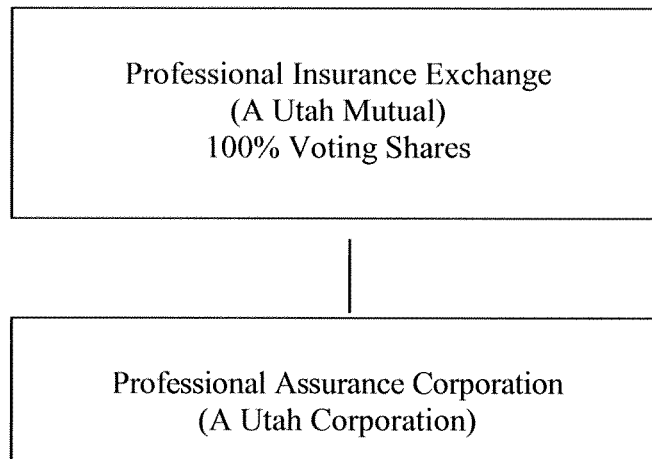 Professional Insurance Exchange
(A Utah Mutual)
100% Voting Shares
Professional Assurance Corporation
(A Utah Corporation)